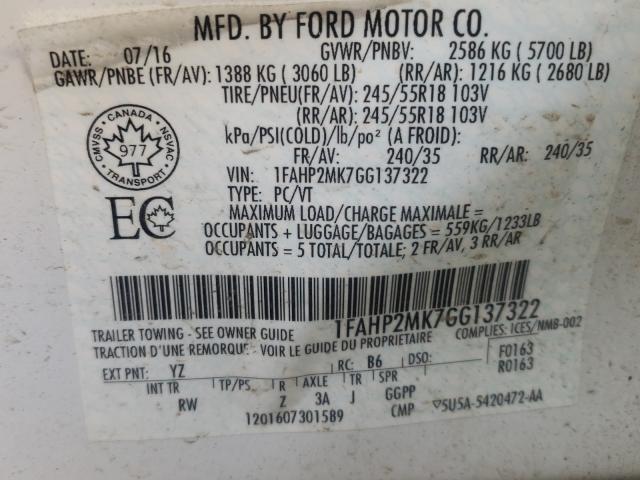 MFD. BY FORD MOTOR CO.
DATE: 07/16 GVWR/PNBV: 2586 KG ( 5700 LB)
GAWR/PNBE (FR/AV): 1388 KG ( 3060 LB) (RR/AR): 1216 KG ( 2680 LB)
TIRE/PNEU(FR/AV): 245/55R18 103V
(RR/AR): 245/55R18 103V
kPa/PSI(COLD)/lb/po² (A FROID):
FR/AV: 240/35 RR/AR: 240/35
CANADA
CMVSS NSVAC
977
TRANSPORT
VIN: 1FAHP2MK7GG137322
TYPE: PC/VT
EC
MAXIMUM LOAD/CHARGE MAXIMALE =
OCCUPANTS + LUGGAGE/BAGAGES = 559KG/1233LB
OCCUPANTS = 5 TOTAL/TOTALE; 2 FR/AV, 3 RR/AR
1FAHP2MK7GG137322
TRAILER TOWING - SEE OWNER GUIDE COMPLIES: ICES/NMB-002
TRACTION D'UNE REMORQUE - VOIR LE GUIDE DU PROPRIETAIRE
EXT PNT: YZ RC: B6 DSO: F0163
R0163
INT TR TP/PS R AXLE TR SPR
RW Z 3A J GGPP
1201607301589 CMP ▽5U5A-5420472-AA